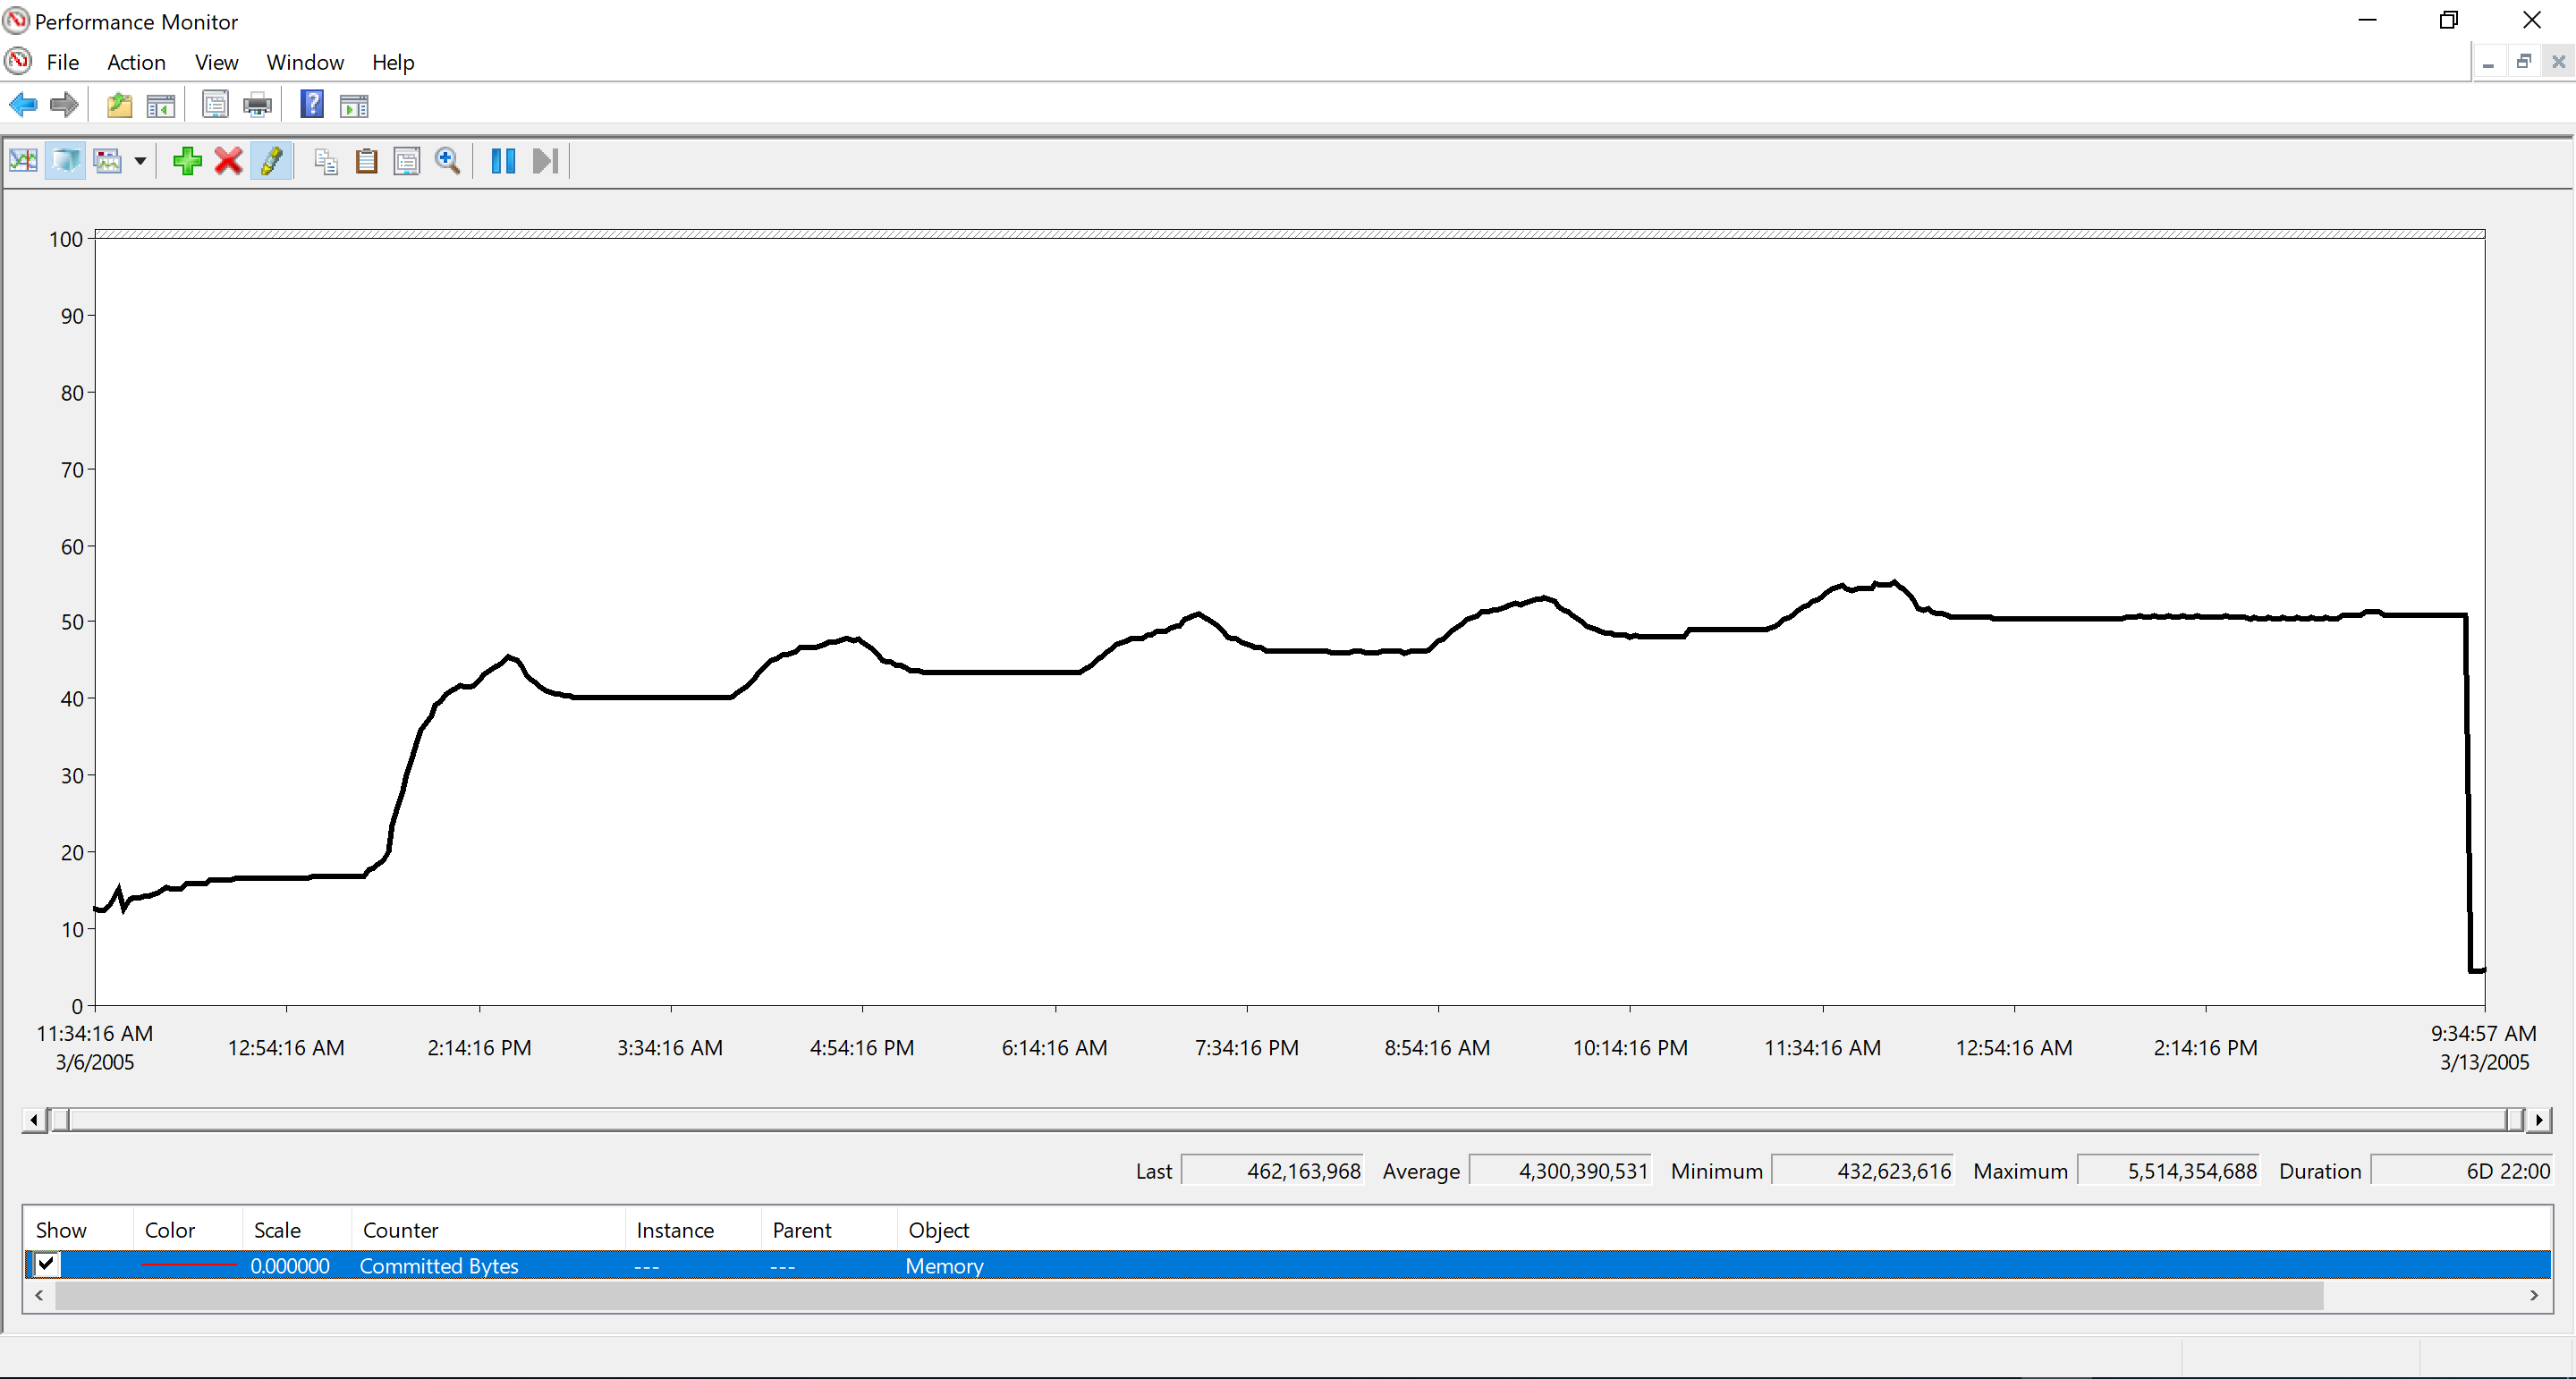 Performance Monitor
File Action View Window Help
100
90
80
70
60
50
40
30
20
10
0
11:34:16 AM 12:54:16 AM 2:14:16 PM 3:34:16 AM 4:54:16 PM 6:14:16 AM 7:34:16 PM 8:54:16 AM 10:14:16 PM 11:34:16 AM 12:54:16 AM 2:14:16 PM 9:34:57 AM
3/6/2005 3/13/2005
Last 462,163,968 Average 4,300,390,531 Minimum 432,623,616 Maximum 5,514,354,688 Duration 6D 22:00
Show Color Scale Counter Instance Parent Object
0.000000 Committed Bytes --- --- Memory